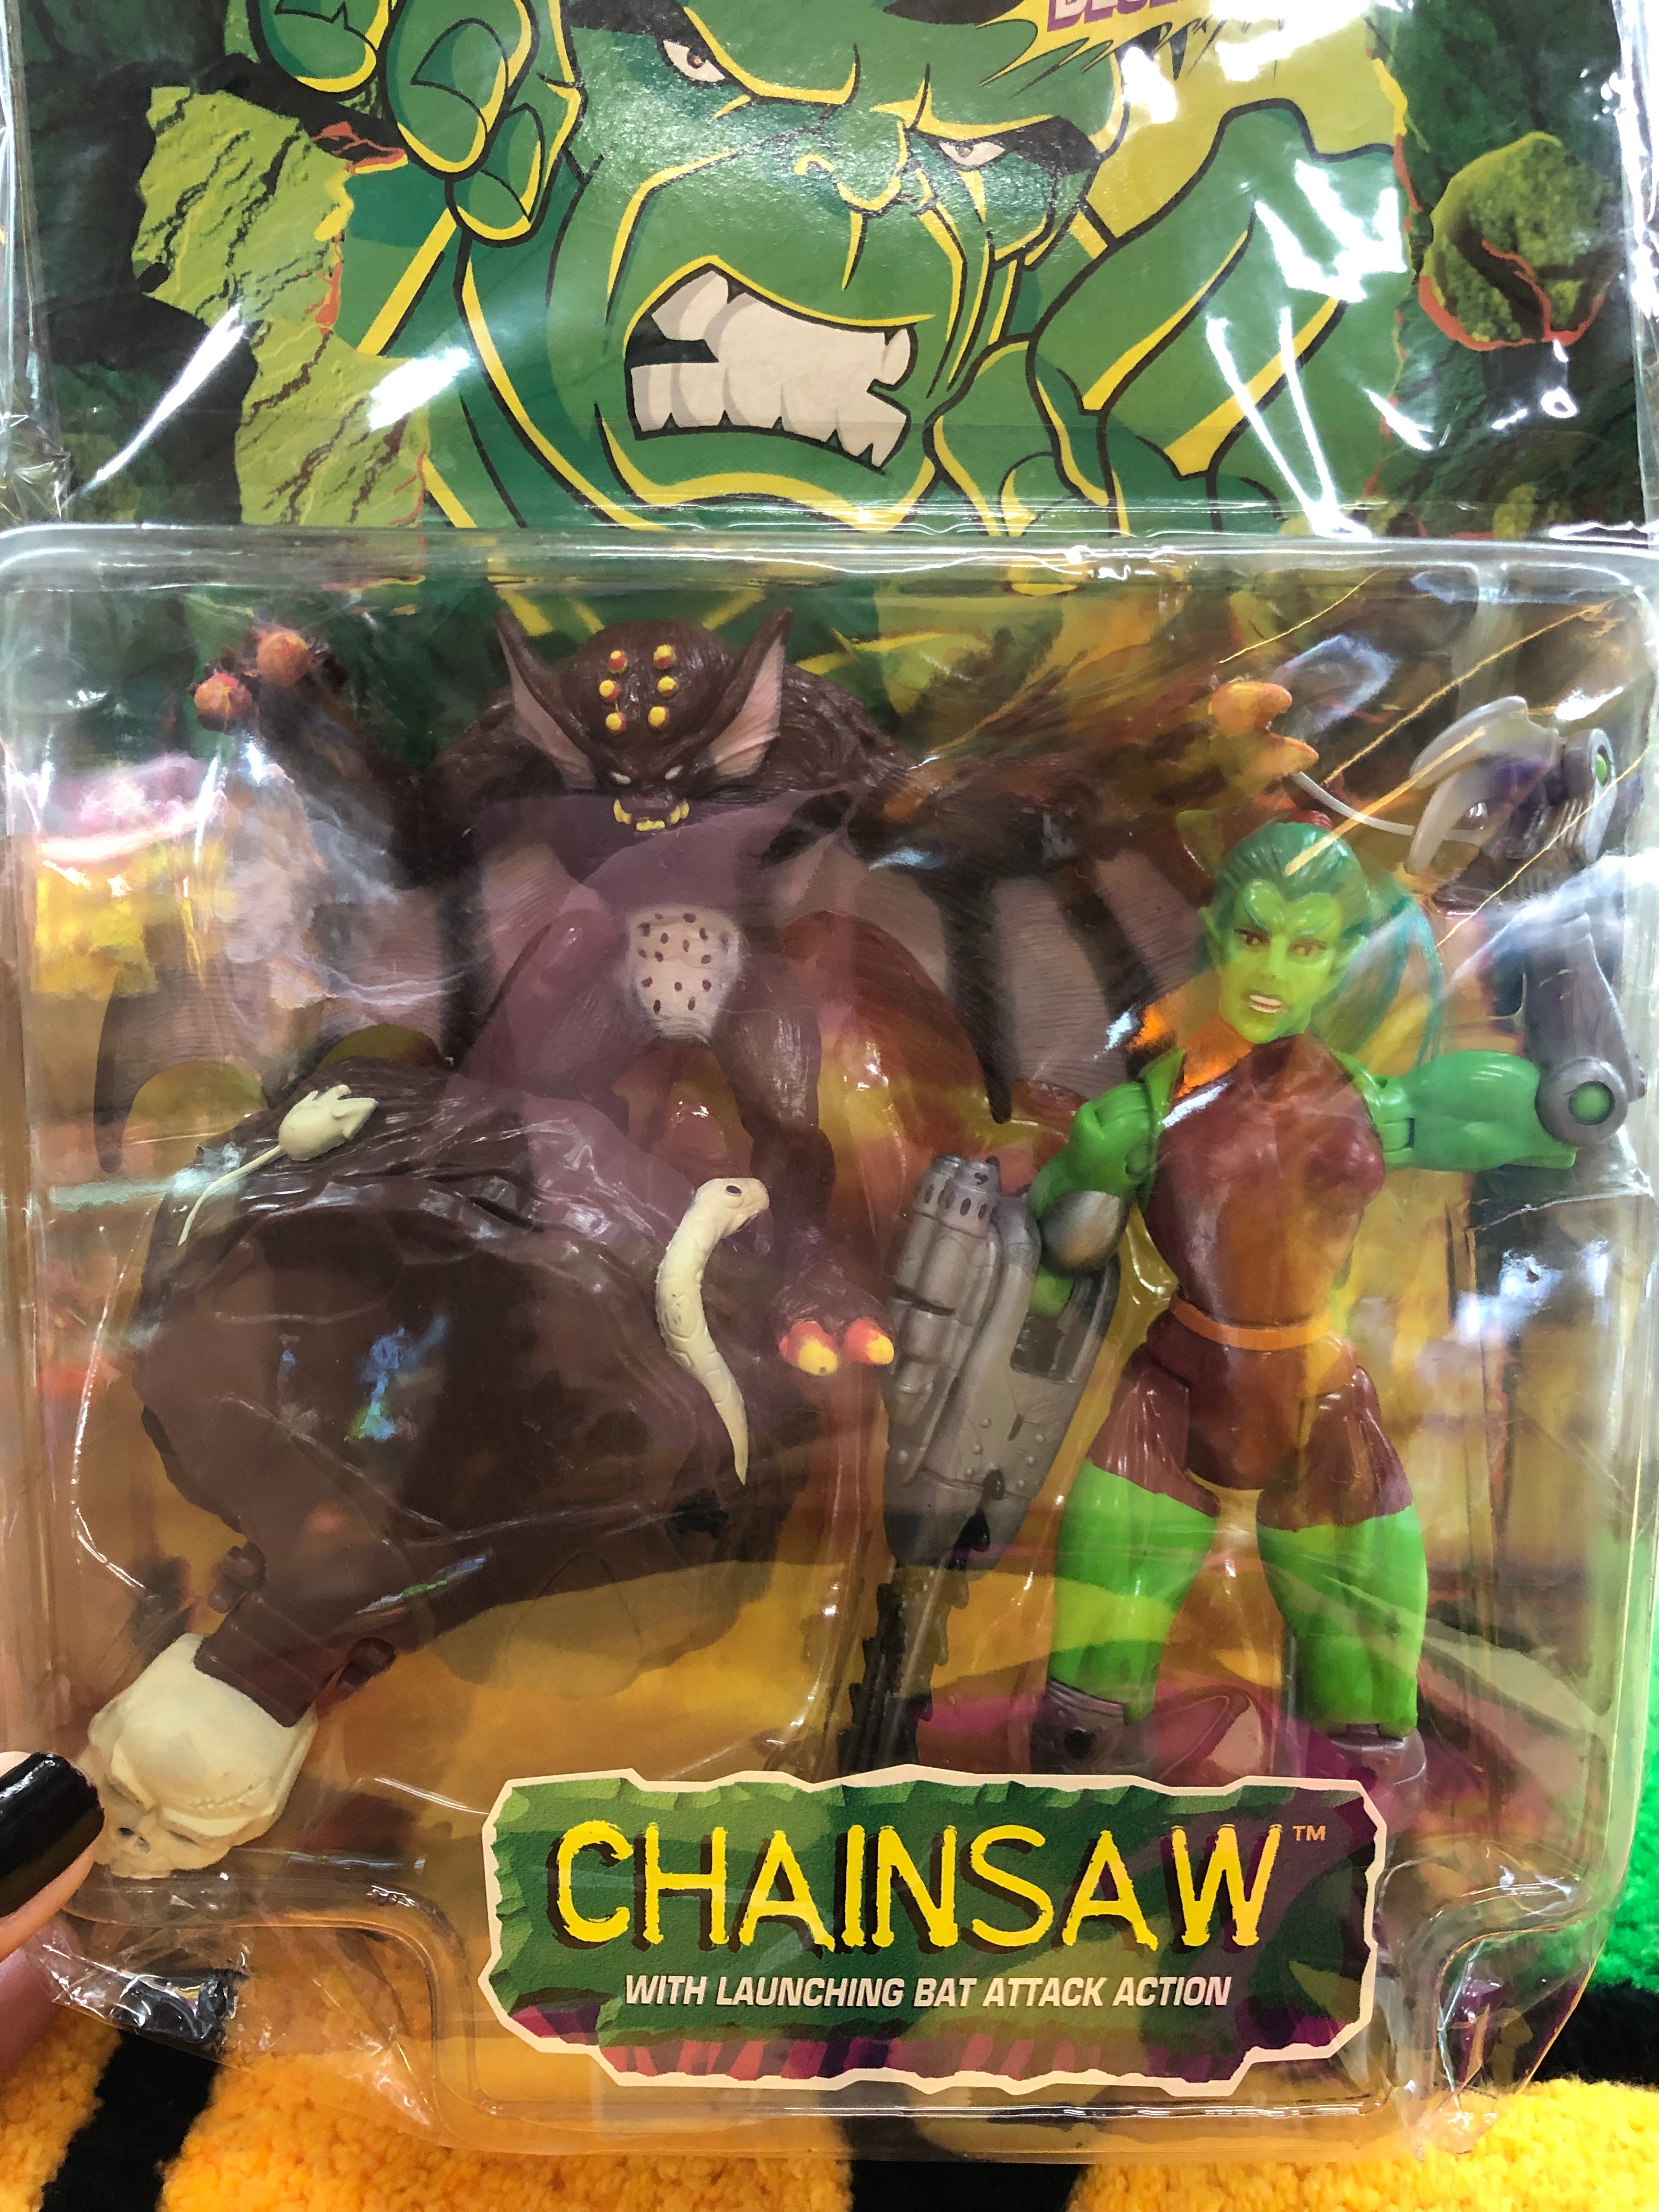 CHAINSAW™
WITH LAUNCHING BAT ATTACK ACTION